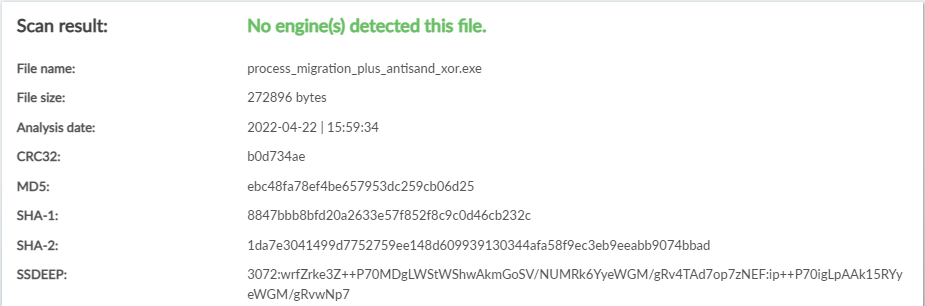 Scan result: No engine(s) detected this file.
File name: process_migration_plus_antisand_xor.exe
File size: 272896 bytes
Analysis date: 2022-04-22 | 15:59:34
CRC32: b0d734ae
MD5: ebc48fa78ef4be657953dc259cb06d25
SHA-1: 8847bbb8bfd20a2633e57f852f8c9c0d46cb232c
SHA-2: 1da7e3041499d7752759ee148d609939130344afa58f9ec3eb9eeabb9074bbad
SSDEEP: 3072:wrfZrke3Z++P70MDgLWStWShwAkmGoSV/NUMRk6YyeWGM/gRv4TAd7op7zNEF:ip++P70igLpAAk15RYy
eWGM/gRvwNp7